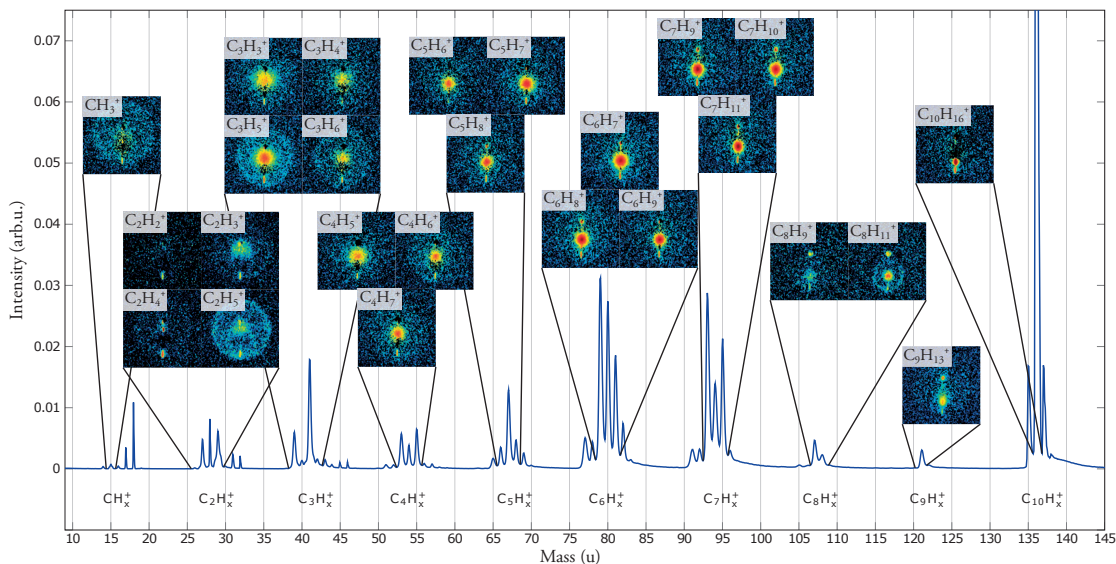 0.07
0.06
0.05
0.04
0.03
0.02
0.01
0
Intensity (arb.u.)
CH₃⁺
C₂H₂⁺ C₂H₃⁺
C₂H₄⁺ C₂H₅⁺
C₃H₃⁺ C₃H₄⁺
C₃H₅⁺ C₃H₆⁺
C₄H₅⁺ C₄H₆⁺
C₄H₇⁺
C₅H₆⁺ C₅H₇⁺
C₅H₈⁺
C₆H₇⁺
C₆H₈⁺ C₆H₉⁺
C₇H₉⁺ C₇H₁₀⁺
C₇H₁₁⁺
C₈H₉⁺ C₈H₁₁⁺
C₉H₁₃⁺
C₁₀H₁₆⁺
CHₓ⁺ C₂Hₓ⁺ C₃Hₓ⁺ C₄Hₓ⁺ C₅Hₓ⁺ C₆Hₓ⁺ C₇Hₓ⁺ C₈Hₓ⁺ C₉Hₓ⁺ C₁₀Hₓ⁺
10 15 20 25 30 35 40 45 50 55 60 65 70 75 80 85 90 95 100 105 110 115 120 125 130 135 140 145
Mass (u)